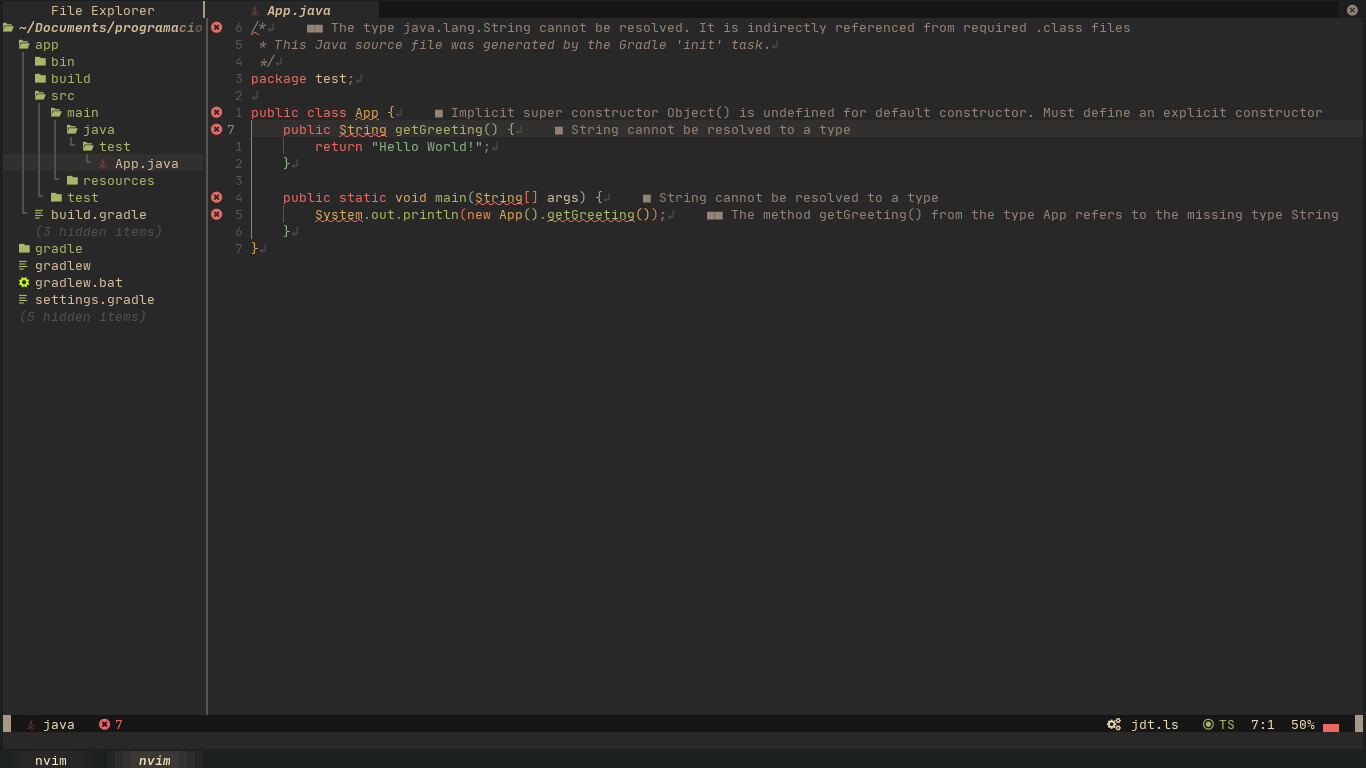 File Explorer
~/Documents/programacio
app
bin
build
src
main
java
test
App.java
resources
test
build.gradle
(3 hidden items)
gradle
gradlew
gradlew.bat
settings.gradle
(5 hidden items)
App.java
6 /* ■■ The type java.lang.String cannot be resolved. It is indirectly referenced from required .class files
5 * This Java source file was generated by the Gradle 'init' task.
4 */
3 package test;
2
1 public class App { ■ Implicit super constructor Object() is undefined for default constructor. Must define an explicit constructor
7 public String getGreeting() { ■ String cannot be resolved to a type
1 return "Hello World!";
2 }
3
4 public static void main(String[] args) { ■ String cannot be resolved to a type
5 System.out.println(new App().getGreeting()); ■■ The method getGreeting() from the type App refers to the missing type String
6 }
7 }
java 7 jdt.ls TS 7:1 50%
nvim nvim